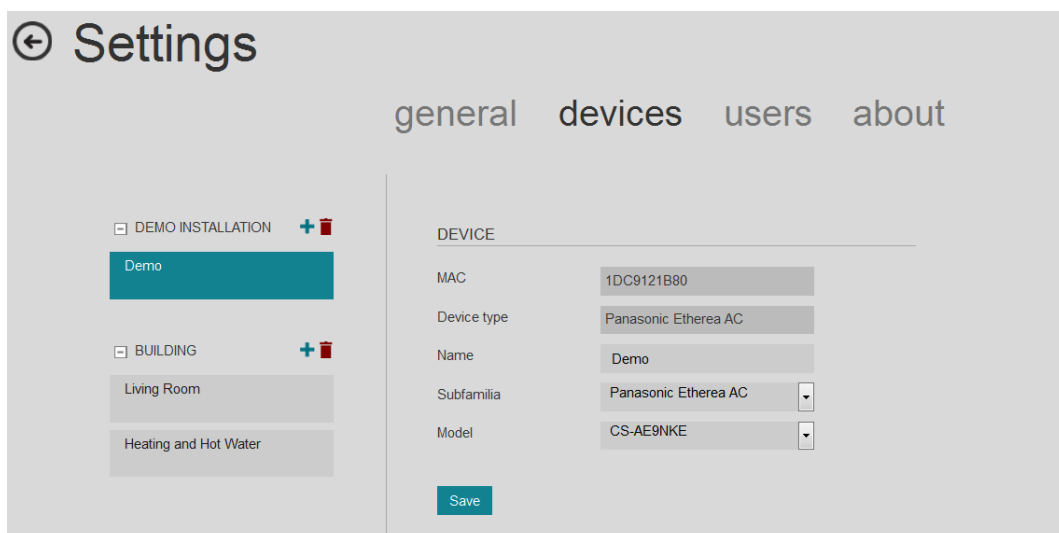 Settings
general devices users about
DEMO INSTALLATION
Demo
BUILDING
Living Room
Heating and Hot Water
DEVICE
MAC 1DC9121B80
Device type Panasonic Etherea AC
Name Demo
Subfamilia Panasonic Etherea AC
Model CS-AE9NKE
Save